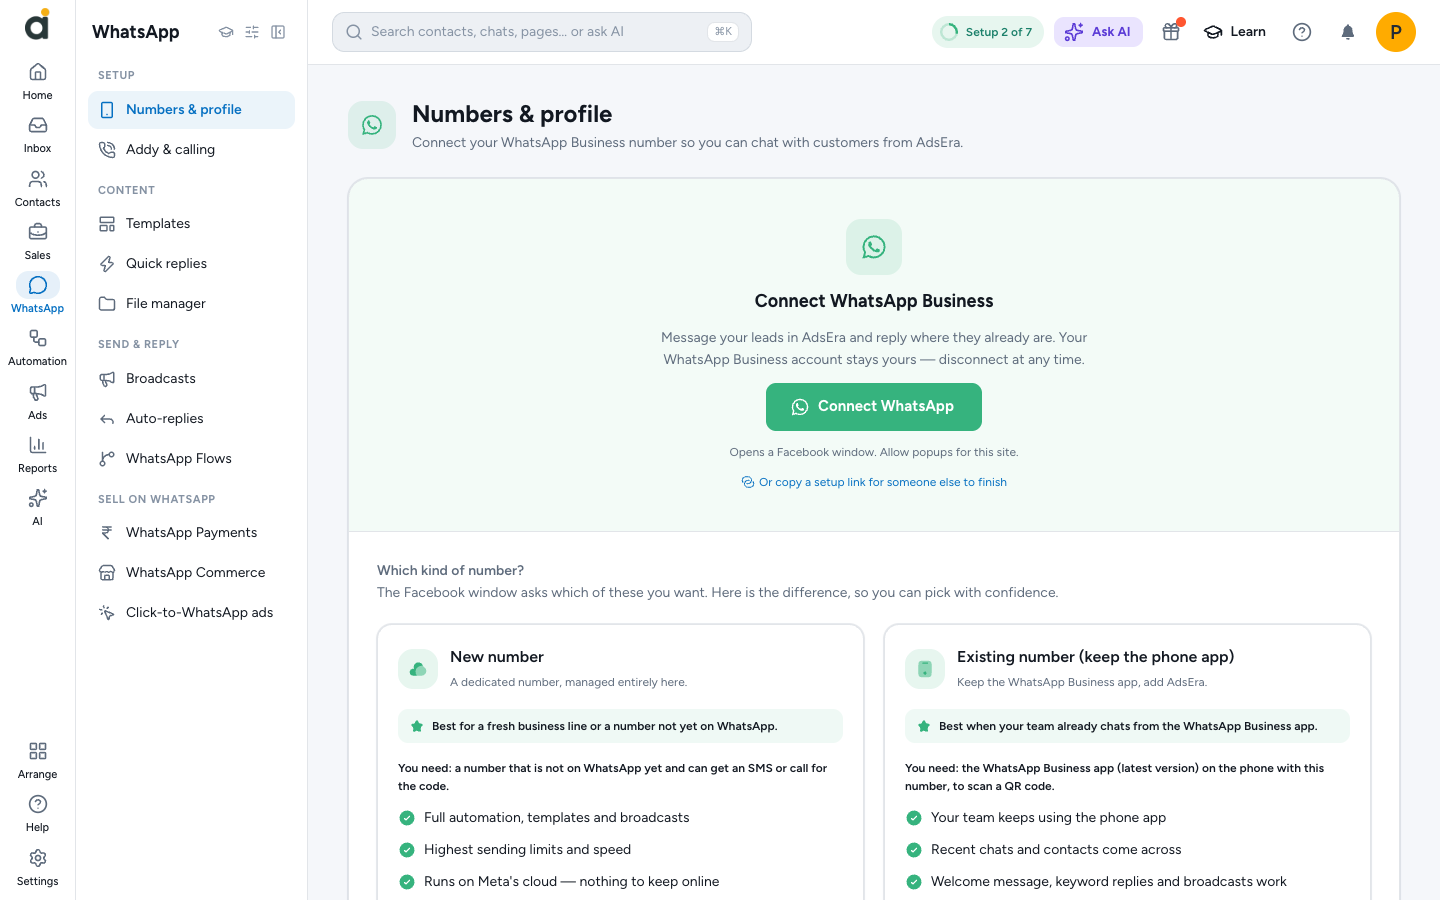 WhatsApp
Search contacts, chats, pages... or ask AI
⌘K
Setup 2 of 7
Ask AI
Learn
P
Home
Inbox
Contacts
Sales
WhatsApp
Automation
Ads
Reports
AI
Arrange
Help
Settings
SETUP
Numbers & profile
Addy & calling
CONTENT
Templates
Quick replies
File manager
SEND & REPLY
Broadcasts
Auto-replies
WhatsApp Flows
SELL ON WHATSAPP
WhatsApp Payments
WhatsApp Commerce
Click-to-WhatsApp ads
Numbers & profile
Connect your WhatsApp Business number so you can chat with customers from AdsEra.
Connect WhatsApp Business
Message your leads in AdsEra and reply where they already are. Your
WhatsApp Business account stays yours — disconnect at any time.
Connect WhatsApp
Opens a Facebook window. Allow popups for this site.
Or copy a setup link for someone else to finish
Which kind of number?
The Facebook window asks which of these you want. Here is the difference, so you can pick with confidence.
New number
A dedicated number, managed entirely here.
Best for a fresh business line or a number not yet on WhatsApp.
You need: a number that is not on WhatsApp yet and can get an SMS or call for
the code.
Full automation, templates and broadcasts
Highest sending limits and speed
Runs on Meta's cloud — nothing to keep online
Existing number (keep the phone app)
Keep the WhatsApp Business app, add AdsEra.
Best when your team already chats from the WhatsApp Business app.
You need: the WhatsApp Business app (latest version) on the phone with this
number, to scan a QR code.
Your team keeps using the phone app
Recent chats and contacts come across
Welcome message, keyword replies and broadcasts work